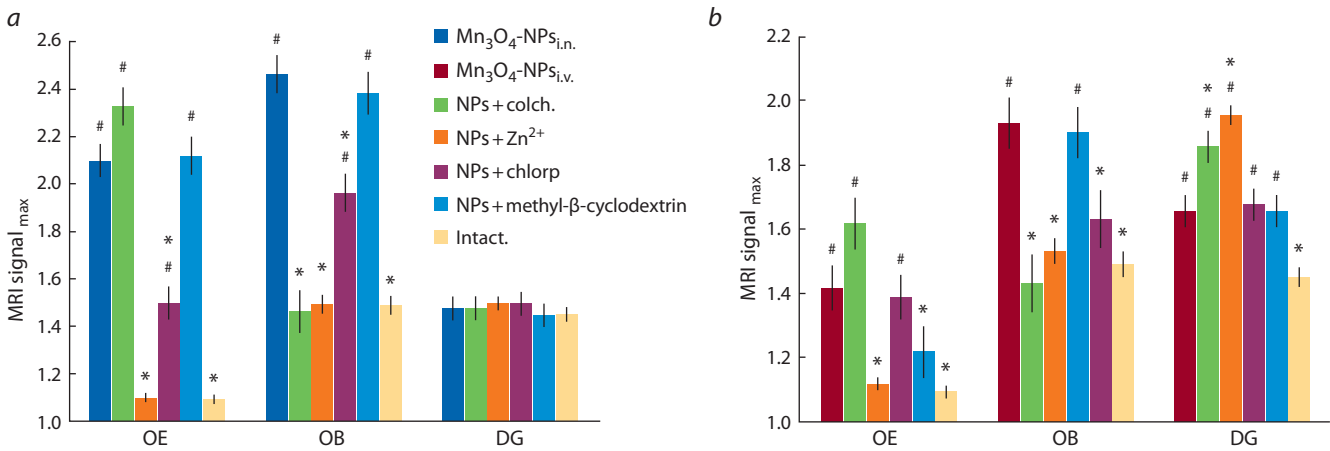 a
MRI signal max
2.6
2.4
2.2
2.0
1.8
1.6
1.4
1.2
1.0
# # * * # * # * * * # # *
OE OB DG
Mn₃O₄-NPsi.n.
Mn₃O₄-NPsi.v.
NPs + colch.
NPs + Zn²⁺
NPs + chlorp
NPs + methyl-β-cyclodextrin
Intact.
b
MRI signal max
2.2
2.0
1.8
1.6
1.4
1.2
1.0
# # * # * * # * * # * * # * # * # # # *
OE OB DG